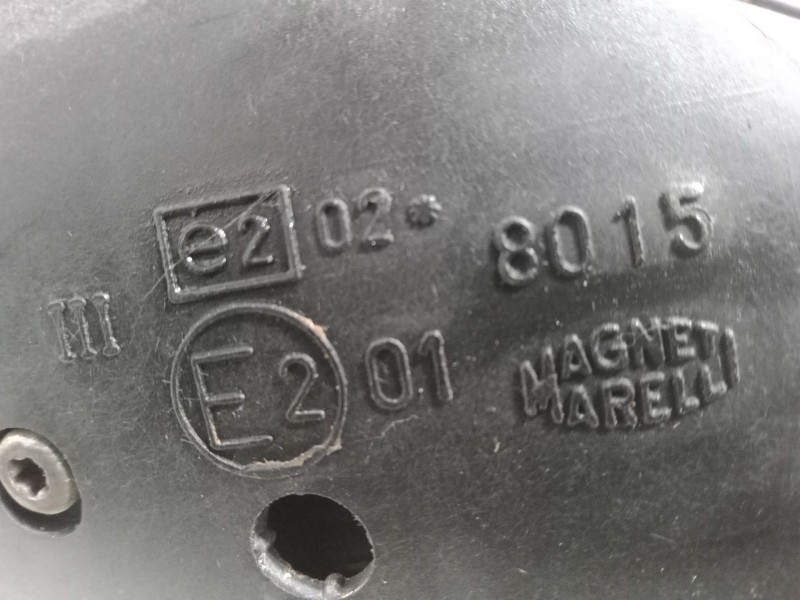 e2 02* 8015
III E2 01
MAGNETI
MARELLI